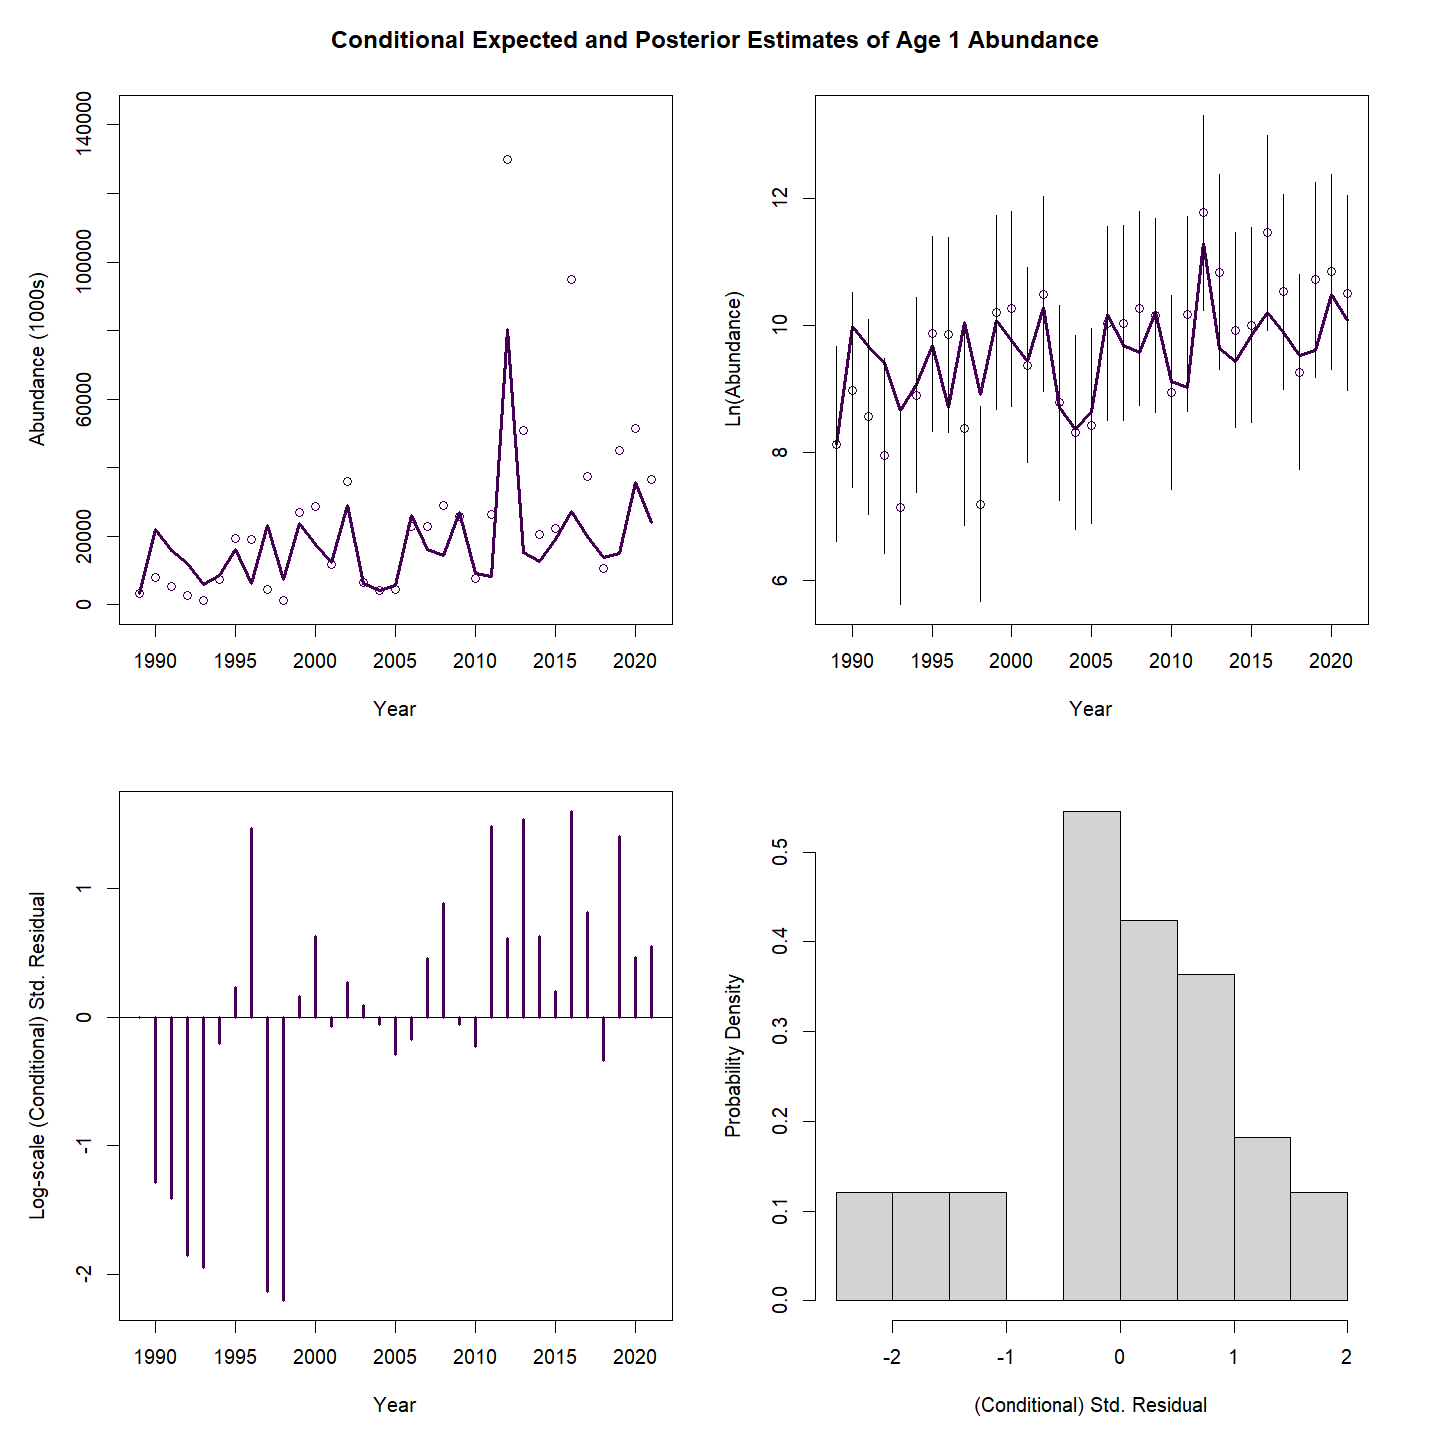 Conditional Expected and Posterior Estimates of Age 1 Abundance
Abundance (1000s)
140000
100000
60000
20000
0
1990 1995 2000 2005 2010 2015 2020
Year
Ln(Abundance)
12
10
8
6
1990 1995 2000 2005 2010 2015 2020
Year
Log-scale (Conditional) Std. Residual
1
0
-1
-2
1990 1995 2000 2005 2010 2015 2020
Year
Probability Density
0.5
0.4
0.3
0.2
0.1
0.0
-2 -1 0 1 2
(Conditional) Std. Residual